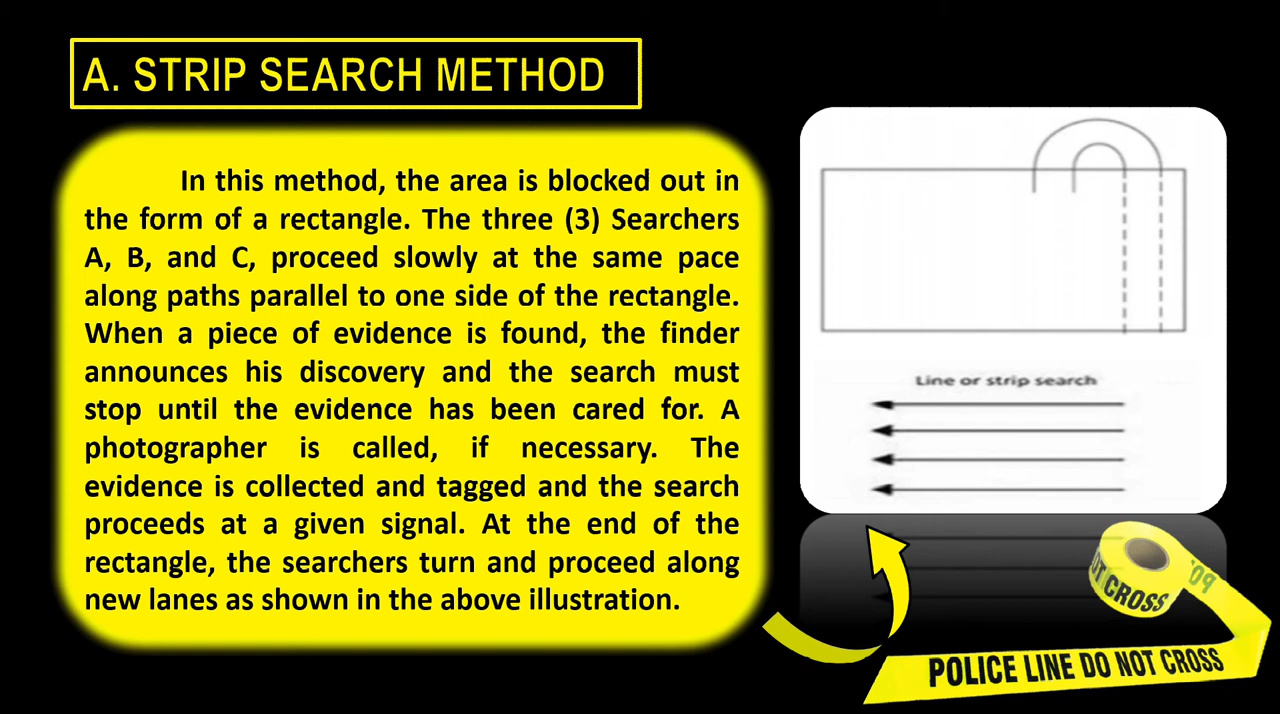 A. STRIP SEARCH METHOD
In this method, the area is blocked out in
the form of a rectangle. The three (3) Searchers
A, B, and C, proceed slowly at the same pace
along paths parallel to one side of the rectangle.
When a piece of evidence is found, the finder
announces his discovery and the search must
stop until the evidence has been cared for. A
photographer is called, if necessary. The
evidence is collected and tagged and the search
proceeds at a given signal. At the end of the
rectangle, the searchers turn and proceed along
new lanes as shown in the above illustration.
Line or strip search
OT CROSS
PO
POLICE LINE DO NOT CROSS